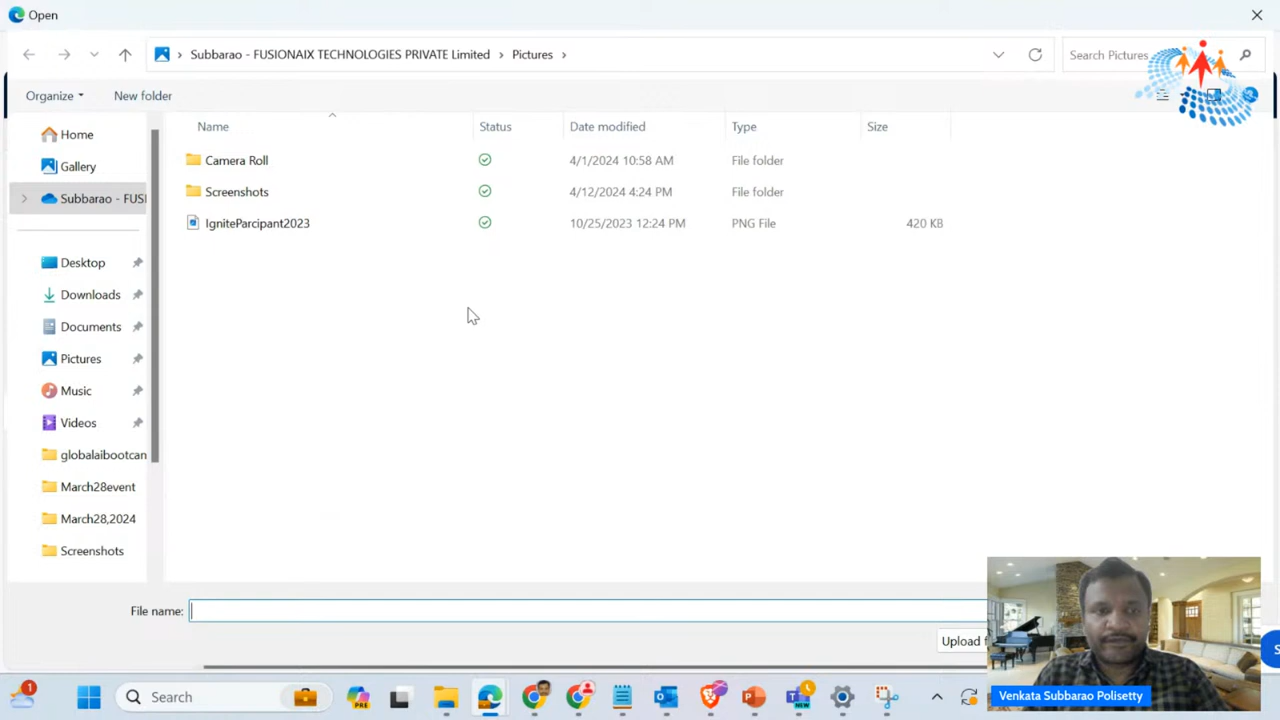 Open
Subbarao - FUSIONAIX TECHNOLOGIES PRIVATE Limited
Pictures
Search Pictures
Organize
New folder
Name
Status
Date modified
Type
Size
Home
Gallery
Subbarao - FUSI
Desktop
Downloads
Documents
Pictures
Music
Videos
globalaibootcan
March28event
March28,2024
Screenshots
Camera Roll
4/1/2024 10:58 AM
File folder
Screenshots
4/12/2024 4:24 PM
File folder
IgniteParcipant2023
10/25/2023 12:24 PM
PNG File
420 KB
File name:
Upload f
S
1
Search
NEW
Venkata Subbarao Polisetty